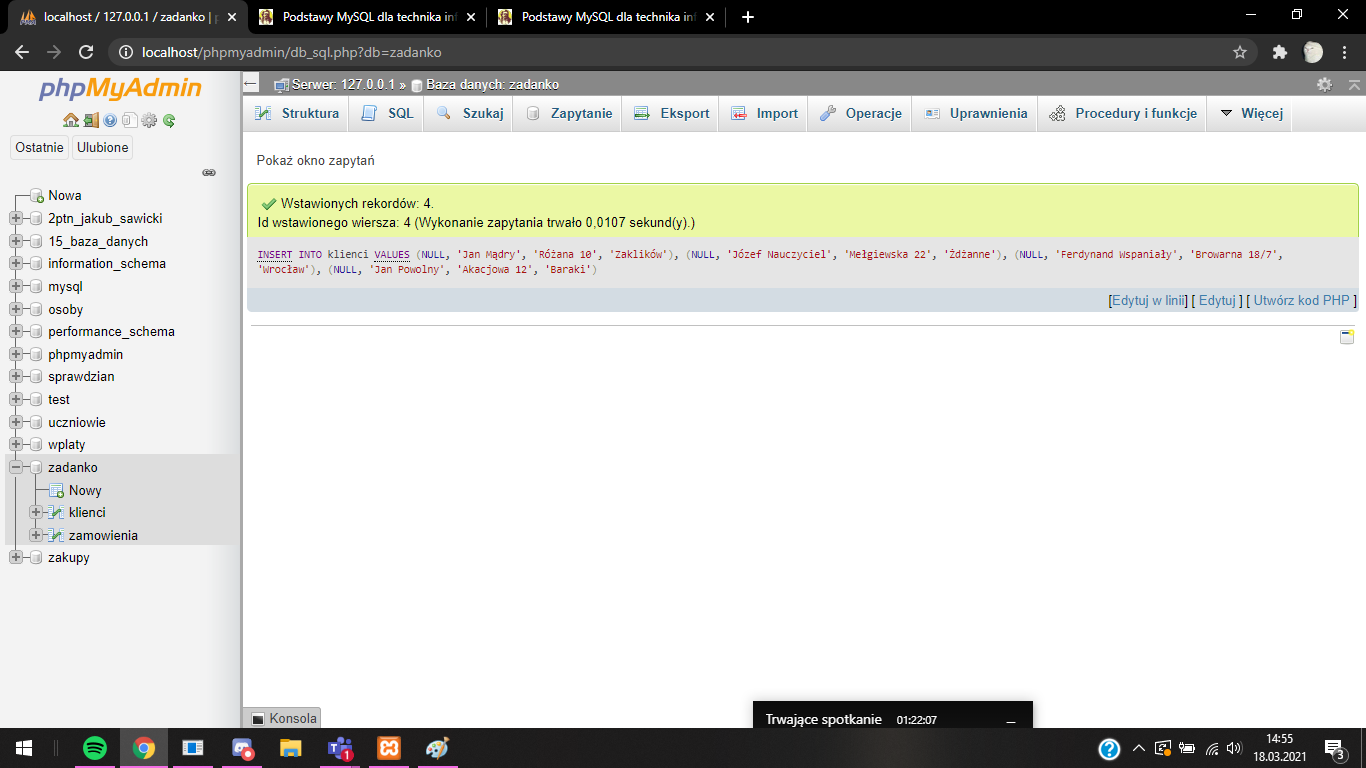 localhost / 127.0.0.1 / zadanko | p
Podstawy MySQL dla technika inf
Podstawy MySQL dla technika inf
localhost/phpmyadmin/db_sql.php?db=zadanko
phpMyAdmin
Ostatnie Ulubione
Nowa
2ptn_jakub_sawicki
15_baza_danych
information_schema
mysql
osoby
performance_schema
phpmyadmin
sprawdzian
test
uczniowie
wplaty
zadanko
Nowy
klienci
zamowienia
zakupy
Serwer: 127.0.0.1 » Baza danych: zadanko
Struktura SQL Szukaj Zapytanie Eksport Import Operacje Uprawnienia Procedury i funkcje Więcej
Pokaż okno zapytań
Wstawionych rekordów: 4.
Id wstawionego wiersza: 4 (Wykonanie zapytania trwało 0,0107 sekund(y).)
INSERT INTO klienci VALUES (NULL, 'Jan Mądry', 'Różana 10', 'Zaklików'), (NULL, 'Józef Nauczyciel', 'Mełgiewska 22', 'Żdżanne'), (NULL, 'Ferdynand Wspaniały', 'Browarna 18/7',
'Wrocław'), (NULL, 'Jan Powolny', 'Akacjowa 12', 'Baraki')
[Edytuj w linii] [ Edytuj ] [ Utwórz kod PHP ]
Konsola
Trwające spotkanie 01:22:07
1
14:55
18.03.2021
3